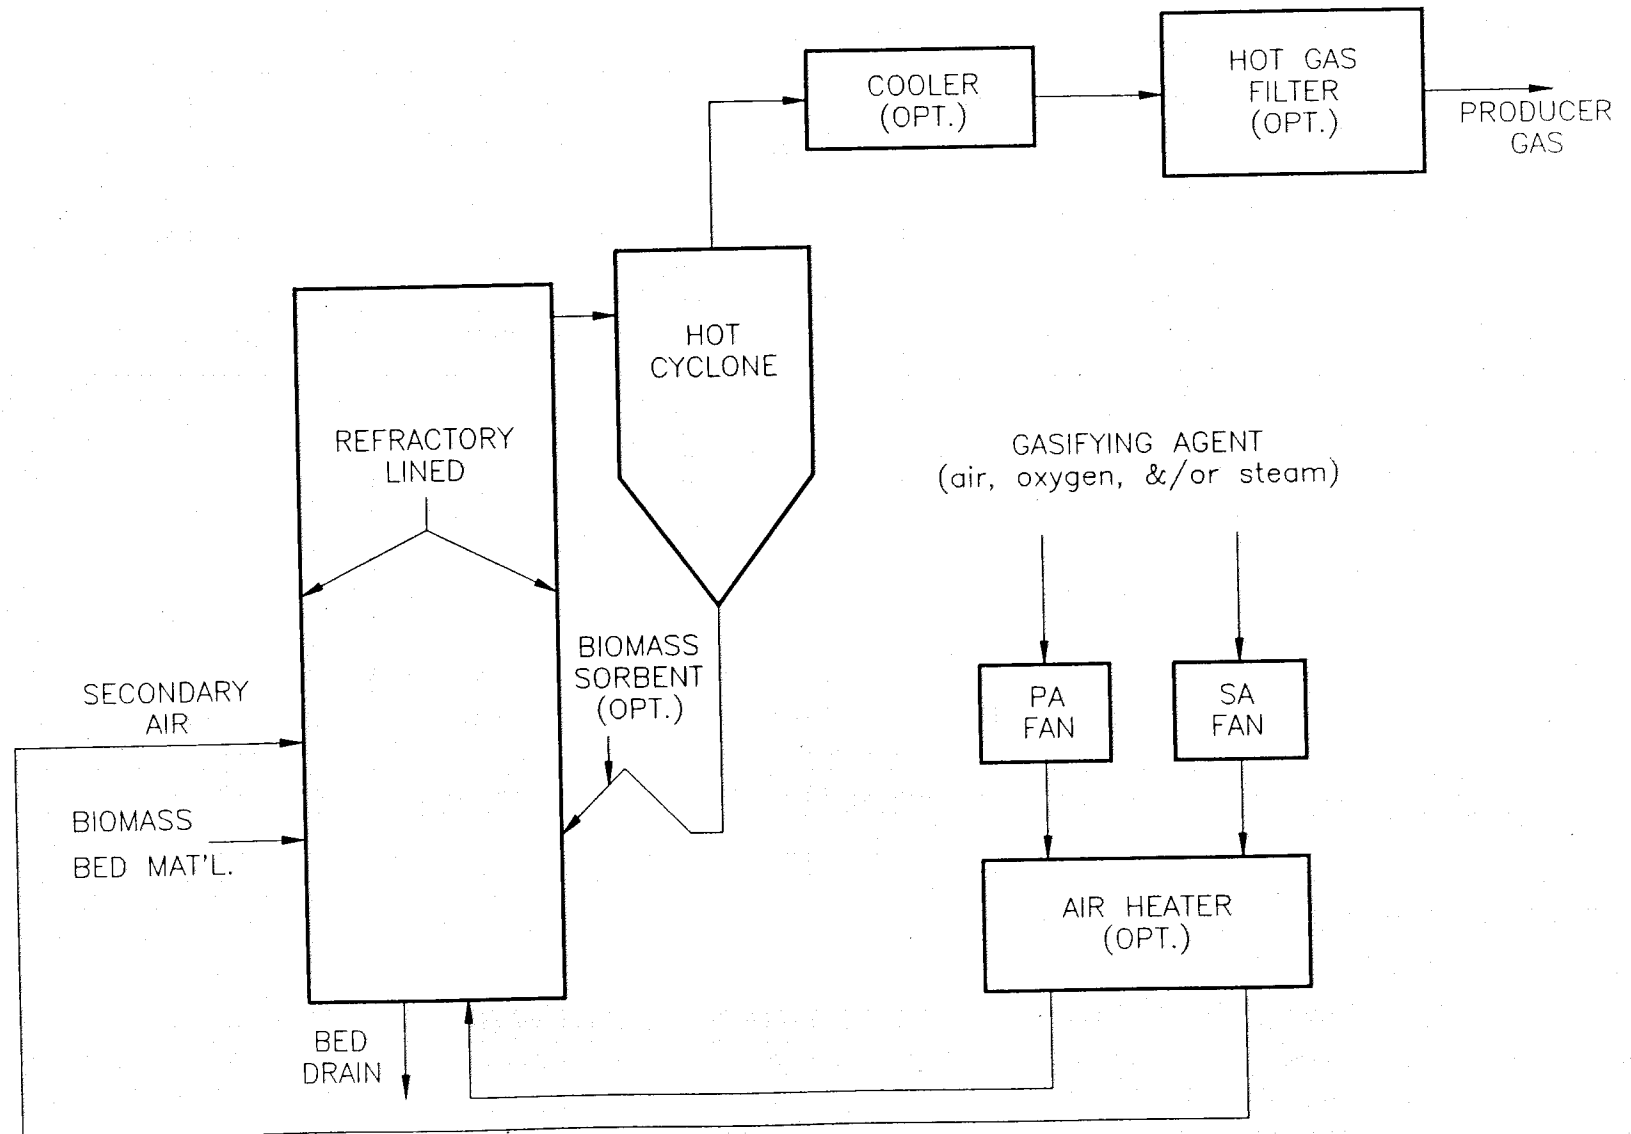 HOT GAS
FILTER
(OPT.)
COOLER
(OPT.)
PRODUCER
GAS
HOT
CYCLONE
REFRACTORY
LINED
GASIFYING AGENT
(air, oxygen, &/or steam)
BIOMASS
SORBENT
(OPT.)
SECONDARY
AIR
PA
FAN
SA
FAN
BIOMASS
BED MAT'L.
AIR HEATER
(OPT.)
BED
DRAIN